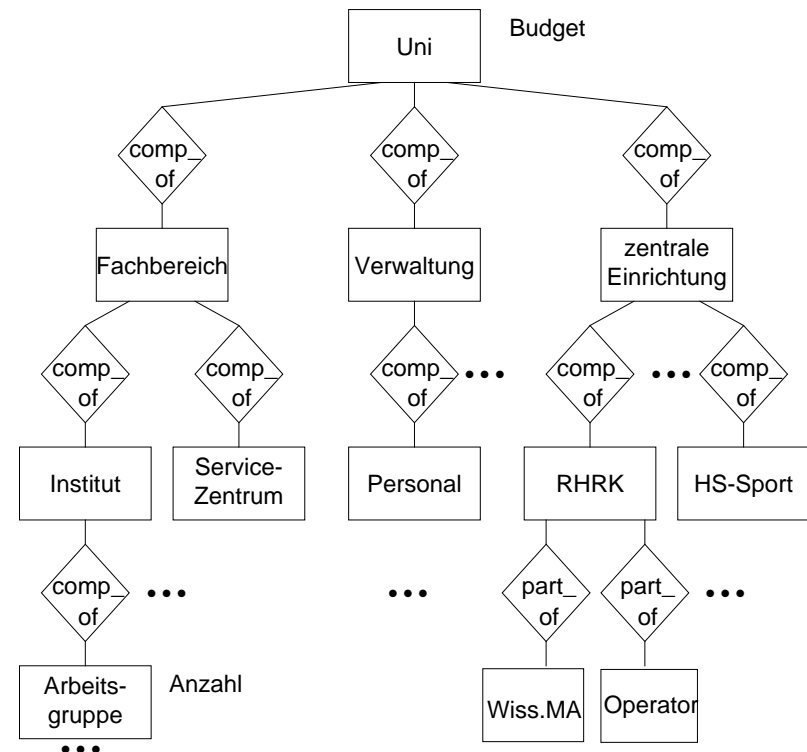 Uni
Budget
comp_
of
comp_
of
comp_
of
Fachbereich
Verwaltung
zentrale
Einrichtung
comp_
of
comp_
of
comp_
of
•••
comp_
of
•••
comp_
of
Institut
Service-
Zentrum
Personal
RHRK
HS-Sport
comp_
of
•••
•••
part_
of
part_
of
•••
Arbeits-
gruppe
Anzahl
Wiss.MA
Operator
•••